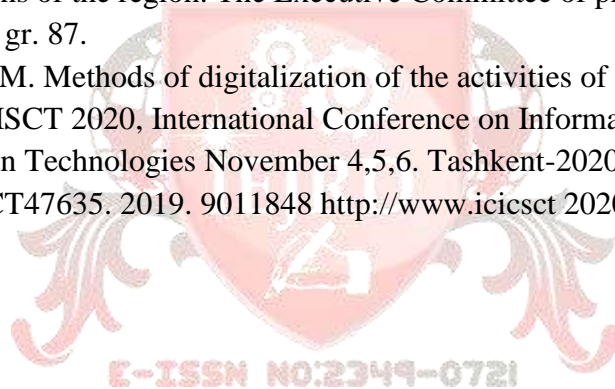 ns of the region. The Executive Committee of p
gr. 87.
M. Methods of digitalization of the activities of
ISCT 2020, International Conference on Informa
n Technologies November 4,5,6. Tashkent-2020
CT47635. 2019. 9011848 http://www.icicsct 2020
E-ISSN NO:2349-0721